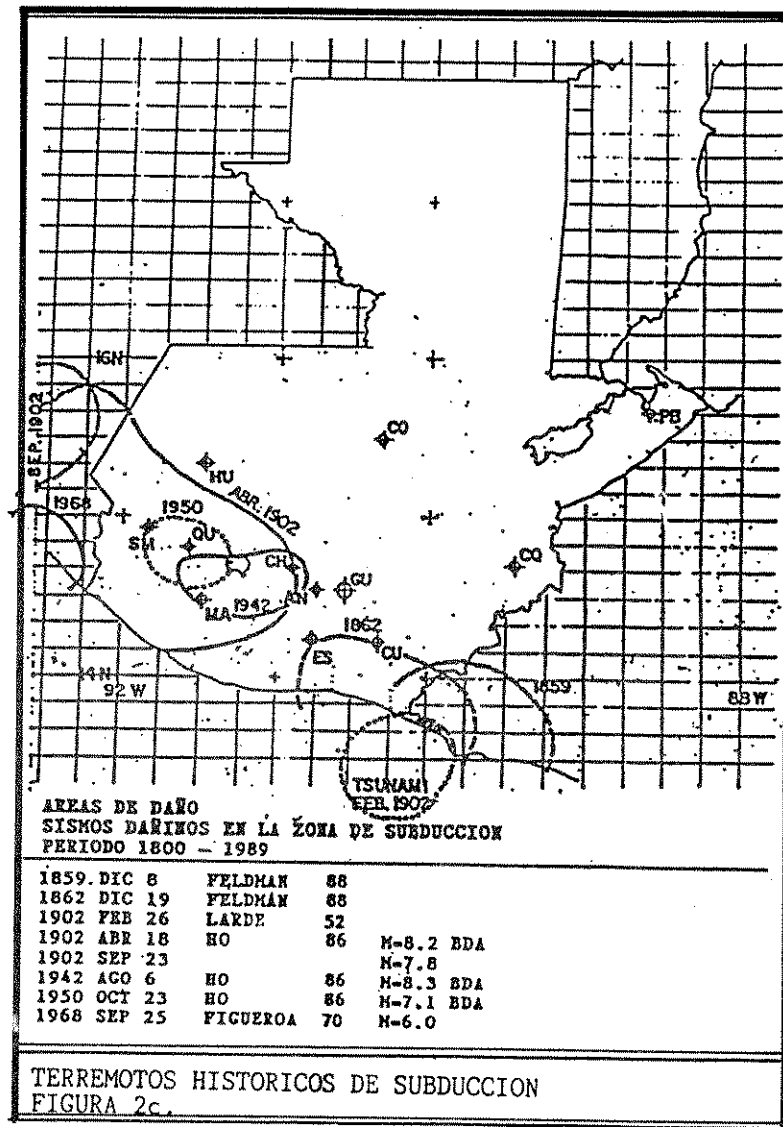 16N
SEP. 1902
CO
PB
HU
ABR. 1902
1968
1950
SM
QU
CH
CQ
GU
AN
MA
1942
1862
ES
CU
14N
92 W
1859
88 W
TSUNAMI
FEB. 1902
AREAS DE DAÑO
SISMOS DAÑINOS EN LA ZONA DE SUBDUCCION
PERIODO 1800 - 1989
1859. DIC 8 FELDMAN 88
1862 DIC 19 FELDMAN 88
1902 FEB 26 LARDE 52
1902 ABR 18 HO 86 M=8.2 BDA
1902 SEP 23 M=7.8
1942 AGO 6 HO 86 M=8.3 BDA
1950 OCT 23 HO 86 M=7.1 BDA
1968 SEP 25 FIGUEROA 70 M=6.0
TERREMOTOS HISTORICOS DE SUBDUCCION
FIGURA 2c.